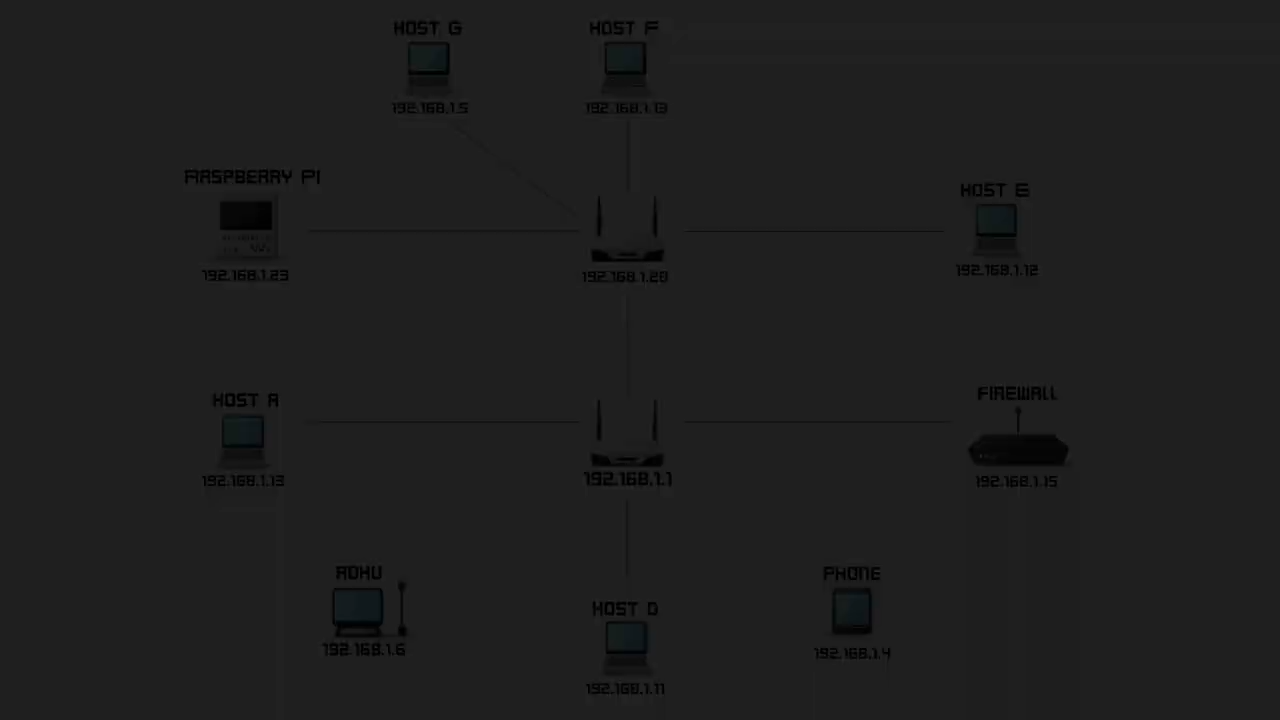 HOST G
HOST F
192.168.1.5
192.168.1.13
RASPBERRY PI
HOST E
192.168.1.23
192.168.1.20
192.168.1.12
HOST A
FIREWALL
192.168.1.13
192.168.1.1
192.168.1.15
ROKU
PHONE
HOST D
192.168.1.6
192.168.1.4
192.168.1.11